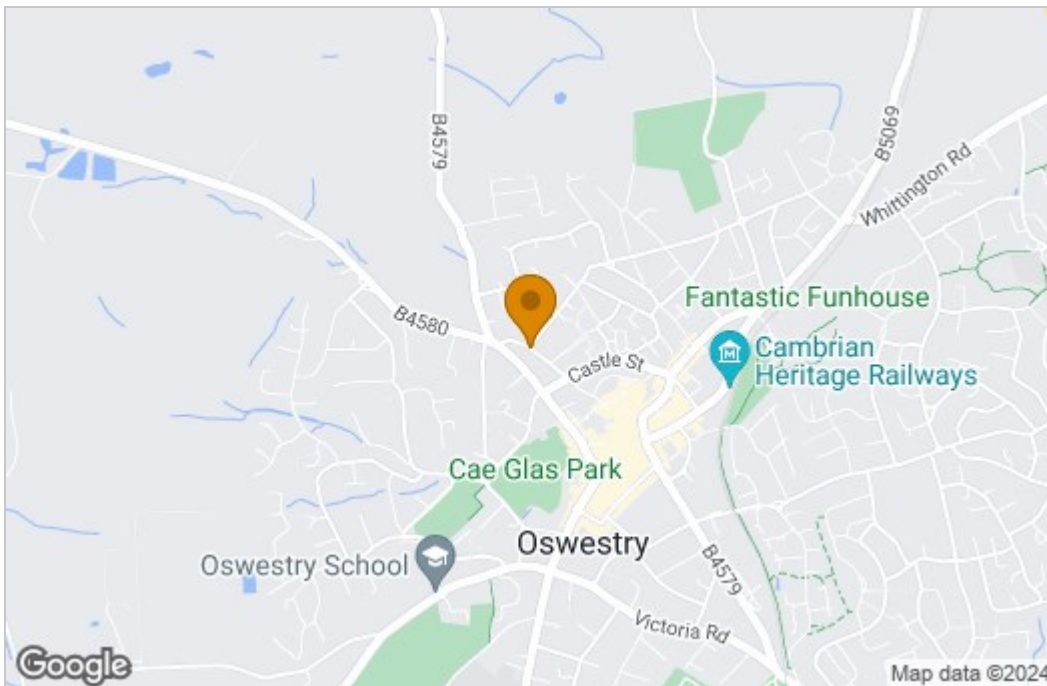 B4579
B5069
Whittington Rd
Fantastic Funhouse
B4580
Castle St
Cambrian
Heritage Railways
Cae Glas Park
Oswestry
Oswestry School
B4579
Victoria Rd
Google
Map data ©2024